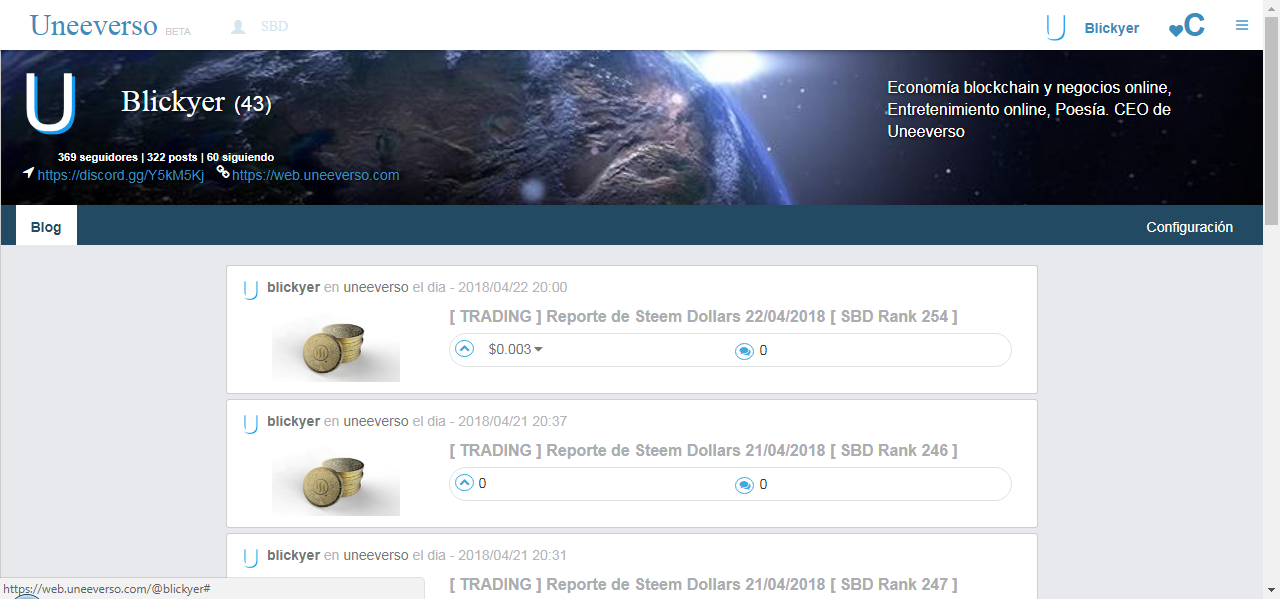 Uneeverso BETA SBD Blickyer C
Blickyer (43)
Economía blockchain y negocios online,
Entretenimiento online, Poesía. CEO de
Uneeverso
369 seguidores | 322 posts | 60 siguiendo
https://discord.gg/Y5kM5Kj https://web.uneeverso.com
Blog Configuración
blickyer en uneeverso el dia - 2018/04/22 20:00
[ TRADING ] Reporte de Steem Dollars 22/04/2018 [ SBD Rank 254 ]
$0.003 0
blickyer en uneeverso el dia - 2018/04/21 20:37
[ TRADING ] Reporte de Steem Dollars 21/04/2018 [ SBD Rank 246 ]
0 0
blickyer en uneeverso el dia - 2018/04/21 20:31
[ TRADING ] Reporte de Steem Dollars 21/04/2018 [ SBD Rank 247 ]
https://web.uneeverso.com/@blickyer#